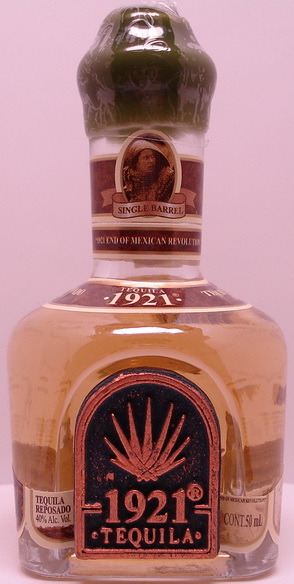 SINGLE BARREL
1921 END OF MEXICAN REVOLUTION
TEQUILA
·1921·®
1921®
·TEQUILA·
TEQUILA
REPOSADO
40% Alc. Vol.
CONT. 50 mL